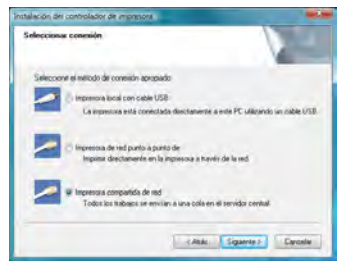 Instalación del controlador de impresora
Seleccionar conexión
Seleccione el método de conexión apropiado
Impresora local con cable USB
La impresora está conectada directamente a este PC utilizando un cable USB
Impresora de red punto a punto de
Imprimir directamente en la impresora a través de la red.
Impresora compartida de red
Todos los trabajos se envían a una cola en el servidor central.
< Atrás
Siguiente >
Cancelar